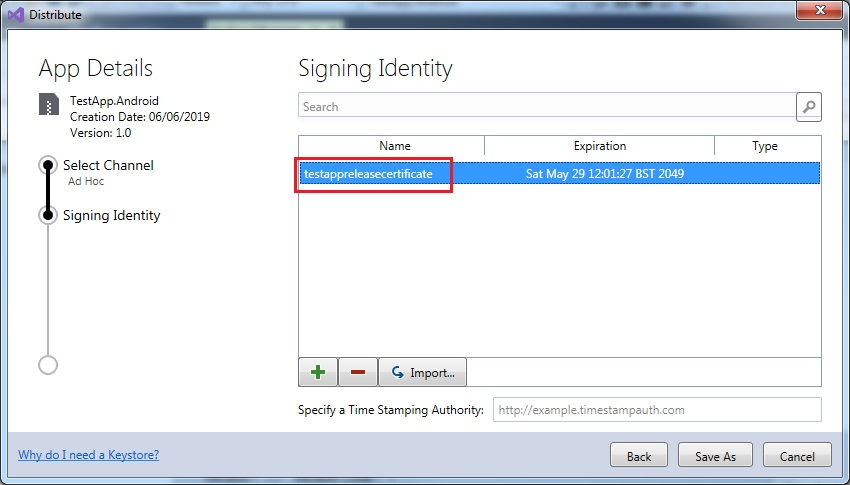 Distribute
App Details
TestApp.Android
Creation Date: 06/06/2019
Version: 1.0
Select Channel
Ad Hoc
Signing Identity
Signing Identity
Search
Name Expiration Type
testappreleasecertificate Sat May 29 12:01:27 BST 2049
Import...
Specify a Time Stamping Authority: http://example.timestampauth.com
Why do I need a Keystore?
Back Save As Cancel